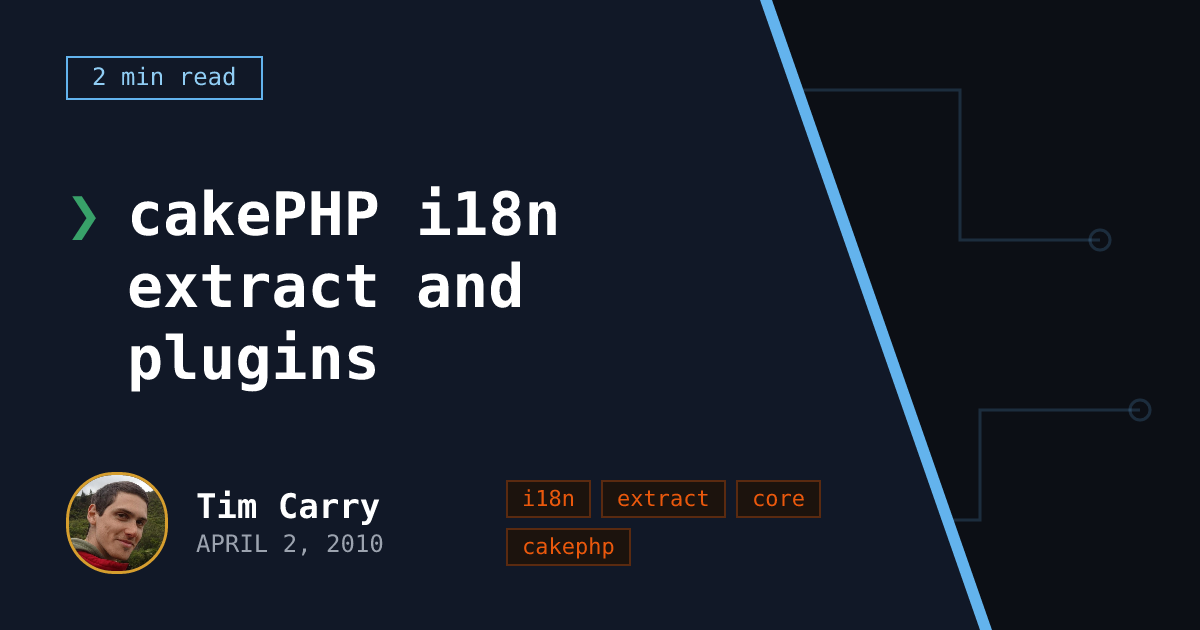 2 min read
❯ cakePHP i18n
extract and
plugins
Tim Carry
APRIL 2, 2010
i18n extract core
cakephp